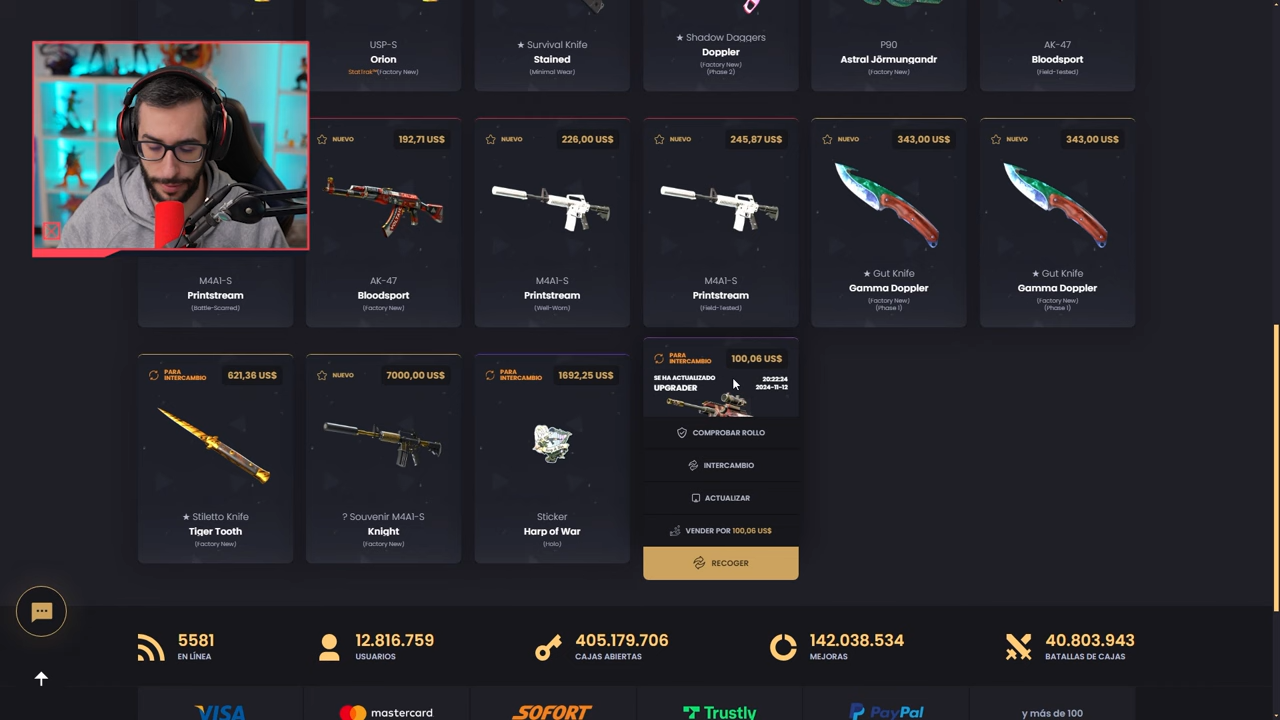 USP-S
Orion
StatTrak™(Factory New)
★ Survival Knife
Stained
(Minimal Wear)
★ Shadow Daggers
Doppler
(Factory New)
(Phase 2)
P90
Astral Jörmungandr
(Factory New)
AK-47
Bloodsport
(Field-Tested)
M4A1-S
Printstream
(Battle-Scarred)
NUEVO
192,71 US$
AK-47
Bloodsport
(Factory New)
NUEVO
226,00 US$
M4A1-S
Printstream
(Well-Worn)
NUEVO
245,87 US$
M4A1-S
Printstream
(Field-Tested)
NUEVO
343,00 US$
★ Gut Knife
Gamma Doppler
(Factory New)
(Phase 1)
NUEVO
343,00 US$
★ Gut Knife
Gamma Doppler
(Factory New)
(Phase 1)
PARA
INTERCAMBIO
621,36 US$
★ Stiletto Knife
Tiger Tooth
(Factory New)
NUEVO
7000,00 US$
? Souvenir M4A1-S
Knight
(Factory New)
PARA
INTERCAMBIO
1692,25 US$
Sticker
Harp of War
(Holo)
PARA
INTERCAMBIO
100,06 US$
SE HA ACTUALIZADO
UPGRADER
20:22:24
2024-11-12
COMPROBAR ROLLO
INTERCAMBIO
ACTUALIZAR
VENDER POR 100,06 US$
RECOGER
5581
EN LÍNEA
12.816.759
USUARIOS
405.179.706
CAJAS ABIERTAS
142.038.534
MEJORAS
40.803.943
BATALLAS DE CAJAS
VISA
mastercard
SOFORT
Trustly
PayPal
y más de 100